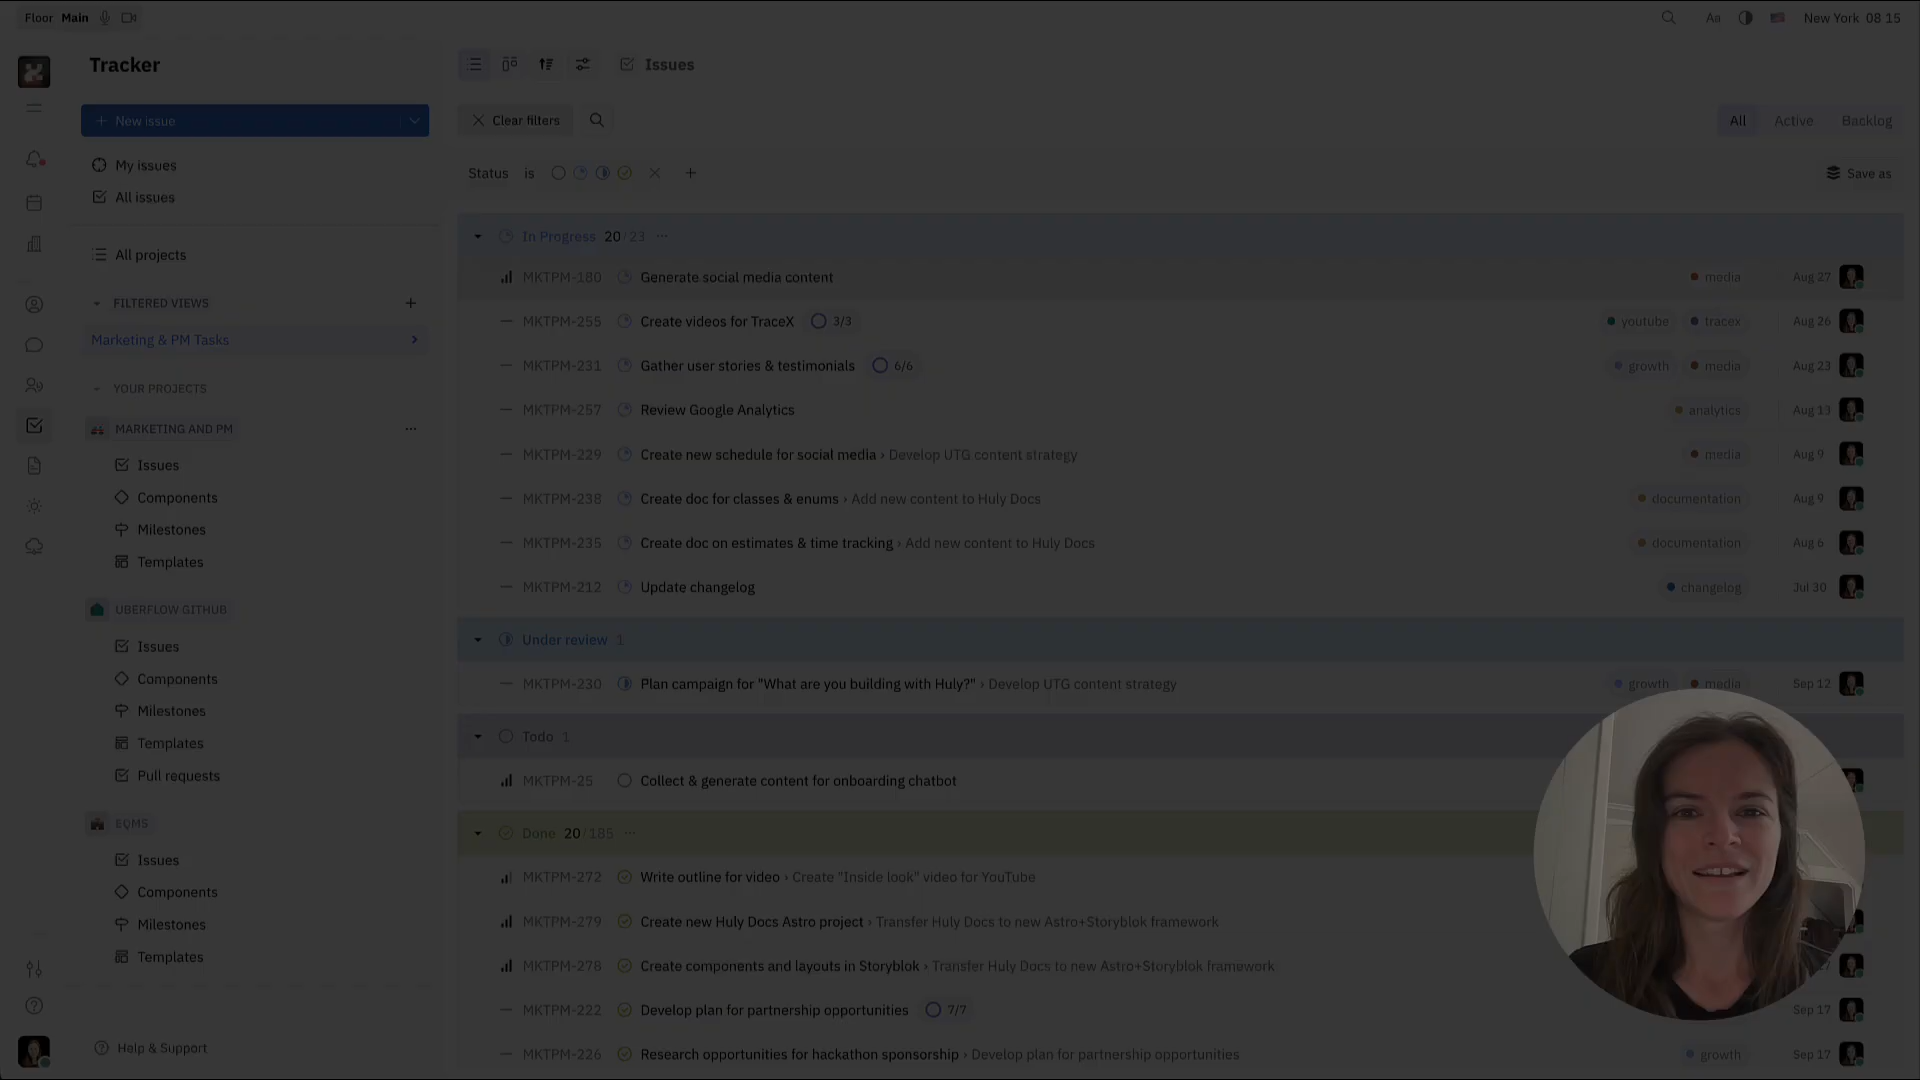 Floor Main
Aa New York 08 15
Tracker
Issues
New issue
Clear filters
All Active Backlog
My issues
All issues
Status is
Save as
All projects
FILTERED VIEWS
Marketing & PM Tasks
YOUR PROJECTS
MARKETING AND PM
Issues
Components
Milestones
Templates
UBERFLOW GITHUB
Issues
Components
Milestones
Templates
Pull requests
EQMS
Issues
Components
Milestones
Templates
Help & Support
In Progress 20/23 ...
MKTPM-180 Generate social media content media Aug 27
MKTPM-255 Create videos for TraceX 3/3 youtube tracex Aug 26
MKTPM-231 Gather user stories & testimonials 6/6 growth media Aug 23
MKTPM-257 Review Google Analytics analytics Aug 13
MKTPM-229 Create new schedule for social media › Develop UTG content strategy media Aug 9
MKTPM-238 Create doc for classes & enums › Add new content to Huly Docs documentation Aug 9
MKTPM-235 Create doc on estimates & time tracking › Add new content to Huly Docs documentation Aug 6
MKTPM-212 Update changelog changelog Jul 30
Under review 1
MKTPM-230 Plan campaign for "What are you building with Huly?" › Develop UTG content strategy growth media Sep 12
Todo 1
MKTPM-25 Collect & generate content for onboarding chatbot
Done 20/185 ...
MKTPM-272 Write outline for video › Create "Inside look" video for YouTube
MKTPM-279 Create new Huly Docs Astro project › Transfer Huly Docs to new Astro+Storyblok framework
MKTPM-278 Create components and layouts in Storyblok › Transfer Huly Docs to new Astro+Storyblok framework
MKTPM-222 Develop plan for partnership opportunities 7/7 Sep 17
MKTPM-226 Research opportunities for hackathon sponsorship › Develop plan for partnership opportunities growth Sep 17